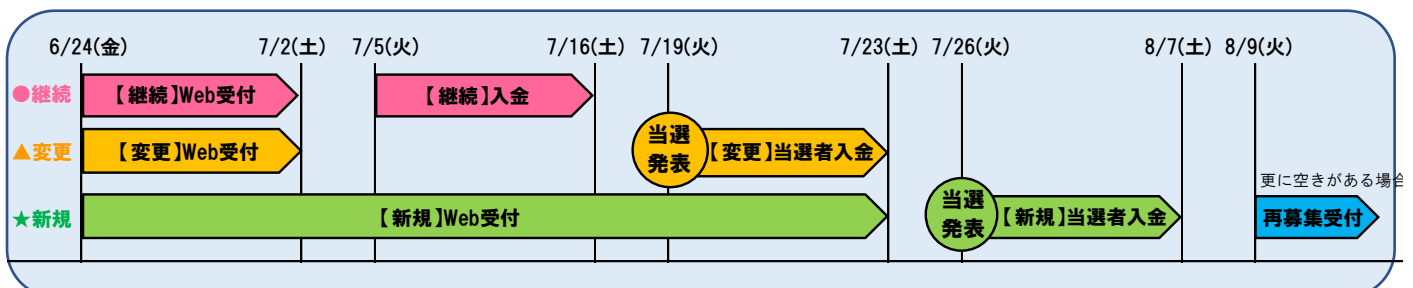 6/24(金) 7/2(土) 7/5(火) 7/16(土) 7/19(火) 7/23(土) 7/26(火) 8/7(土) 8/9(火)
●継続 【継続】Web受付 【継続】入金
▲変更 【変更】Web受付 当選発表 【変更】当選者入金
更に空きがある場合
★新規 【新規】Web受付 当選発表 【新規】当選者入金 再募集受付